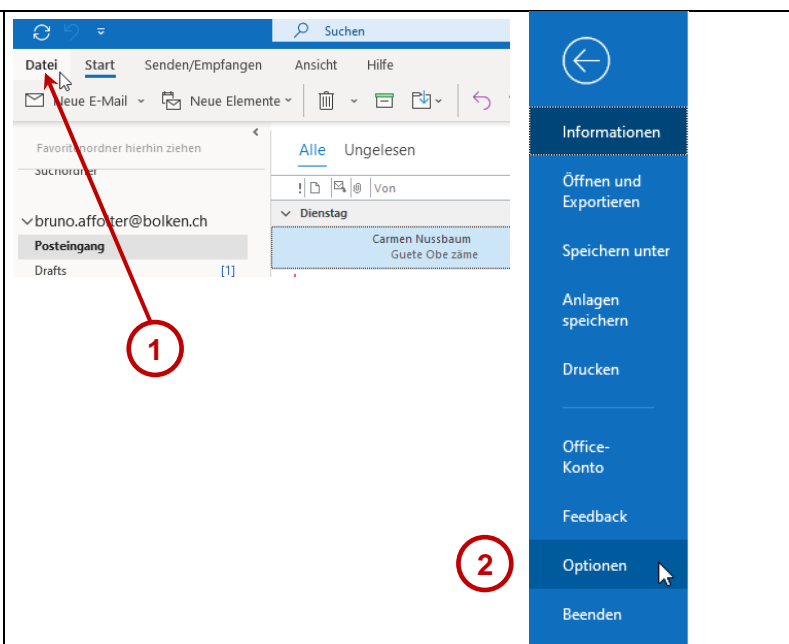 Suchen
Datei Start Senden/Empfangen Ansicht Hilfe
Neue E-Mail Neue Elemente
Favoritenordner hierhin ziehen
Suchordner
Alle Ungelesen
! Von
Dienstag
bruno.affolter@bolken.ch
Posteingang
Carmen Nussbaum
Guete Obe zäme
Drafts [1]
1
Informationen
Öffnen und
Exportieren
Speichern unter
Anlagen
speichern
Drucken
Office-
Konto
Feedback
2
Optionen
Beenden